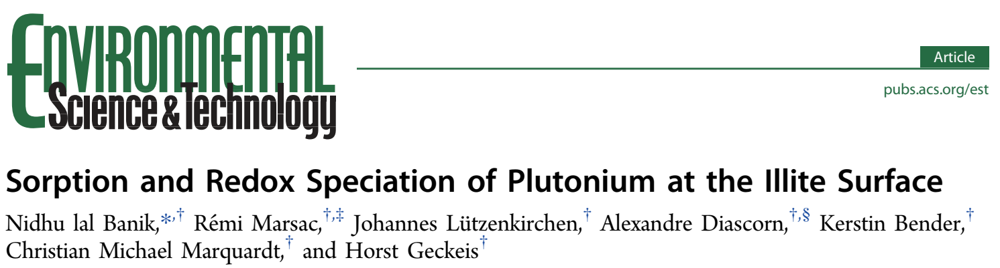 ENVIRONMENTAL
Science & Technology
Article
pubs.acs.org/est
Sorption and Redox Speciation of Plutonium at the Illite Surface
Nidhu lal Banik,*,† Rémi Marsac,†,‡ Johannes Lützenkirchen,† Alexandre Diascorn,†,§ Kerstin Bender,†
Christian Michael Marquardt,† and Horst Geckeis†